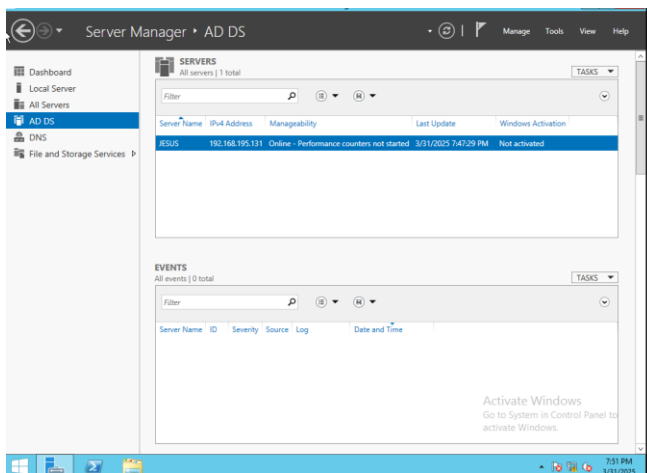 Server Manager ‣ AD DS
Manage Tools View Help
Dashboard
Local Server
All Servers
AD DS
DNS
File and Storage Services
SERVERS
All servers | 1 total
TASKS
Filter
Server Name IPv4 Address Manageability Last Update Windows Activation
JESUS 192.168.195.131 Online - Performance counters not started 3/31/2025 7:47:29 PM Not activated
EVENTS
All events | 0 total
TASKS
Filter
Server Name ID Severity Source Log Date and Time
Activate Windows
Go to System in Control Panel to
activate Windows.
7:51 PM
3/31/2025